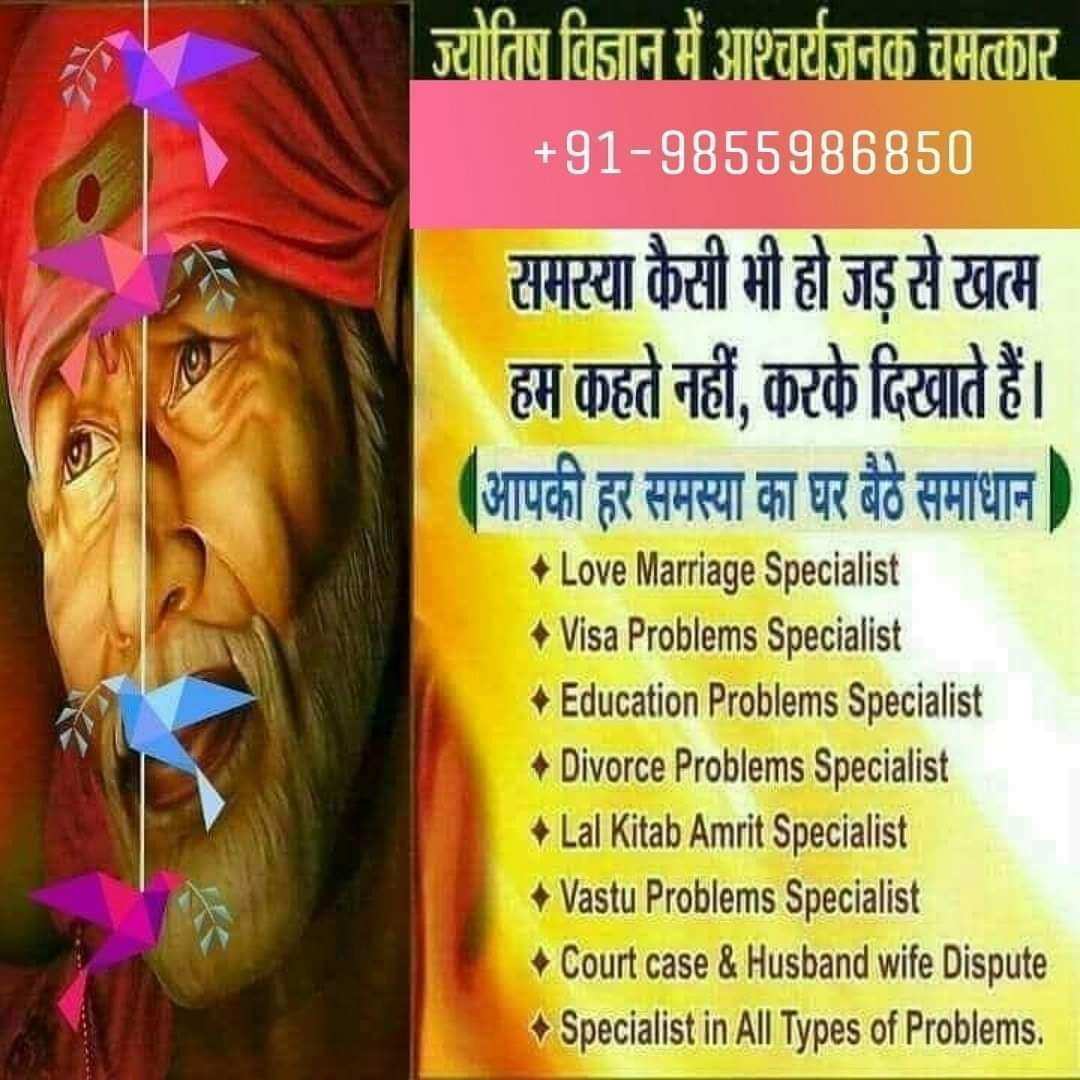 ज्योतिष विज्ञान में आश्चर्यजनक चमत्कार
+91-9855986850
समस्या कैसी भी हो जड़ से खत्म
हम कहते नहीं, करके दिखाते हैं।
आपकी हर समस्या का घर बैठे समाधान
♦ Love Marriage Specialist
♦ Visa Problems Specialist
♦ Education Problems Specialist
♦ Divorce Problems Specialist
♦ Lal Kitab Amrit Specialist
♦ Vastu Problems Specialist
♦ Court case & Husband wife Dispute
♦ Specialist in All Types of Problems.